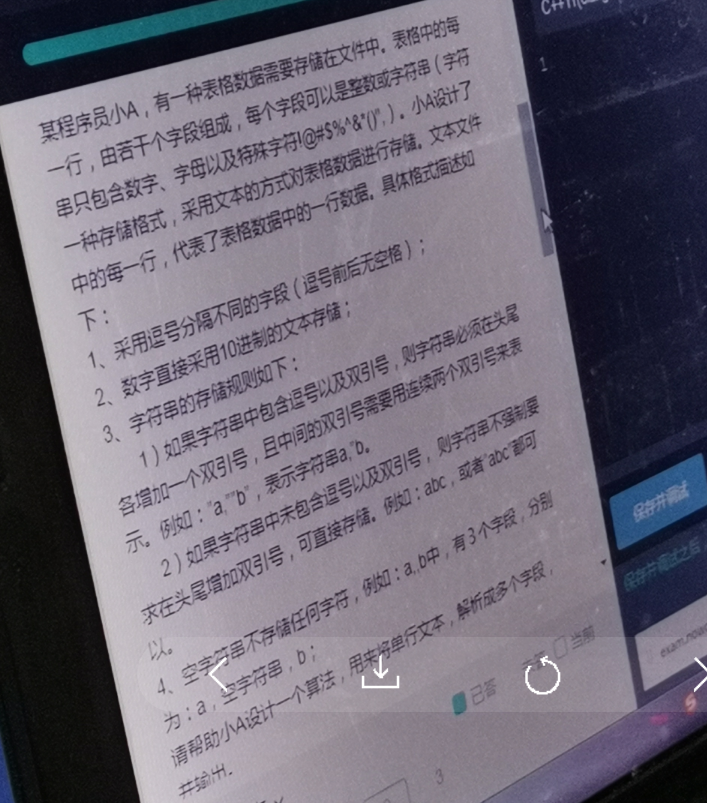 某程序员小A，有一种表格数据需要存储在文件中。表格中的每
一行，由若干个字段组成，每个字段可以是整数或字符串（字符
串只包含数字、字母以及特殊字符!@#$%^&*()",）。小A设计了
一种存储格式，采用文本的方式对表格数据进行存储。文本文件
中的每一行，代表了表格数据中的一行数据。具体格式描述如
下：
1、采用逗号分隔不同的字段（逗号前后无空格）；
2、数字直接采用10进制的文本存储；
3、字符串的存储规则如下：
1）如果字符串中包含逗号以及双引号，则字符串必须在头尾
各增加一个双引号，且中间的双引号需要用连续两个双引号来表
示。例如："a,""b"，表示字符串a,"b。
2）如果字符串中未包含逗号以及双引号，则字符串不强制要
求在头尾增加双引号，可直接存储。例如：abc，或者"abc"都可
以。
4、空字符串不存储任何字符，例如：a,,b中，有3个字段，分别
为：a，空字符串，b；
请帮助小A设计一个算法，用来将单行文本，解析成多个字段，
并输出.
已答
当前
3
1
保存并调试
保存并调试之后